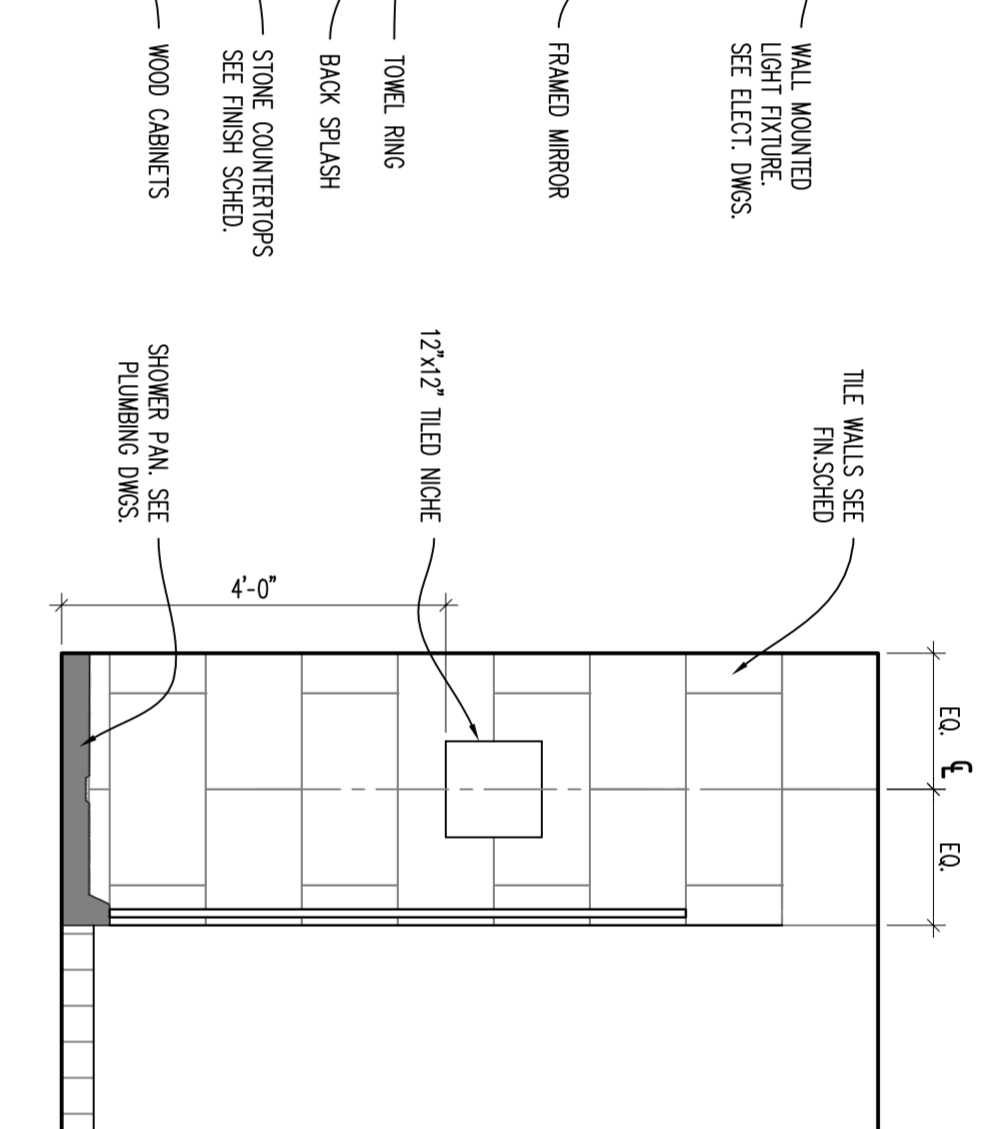 WALL MOUNTED
LIGHT FIXTURE.
SEE ELECT. DWGS.
FRAMED MIRROR
TOWEL RING
BACK SPLASH
STONE COUNTERTOPS
SEE FINISH SCHED.
WOOD CABINETS
TILE WALLS SEE
FIN.SCHED
12"x12" TILED NICHE
SHOWER PAN. SEE
PLUMBING DWGS.
4'-0"
EQ.
℄
EQ.